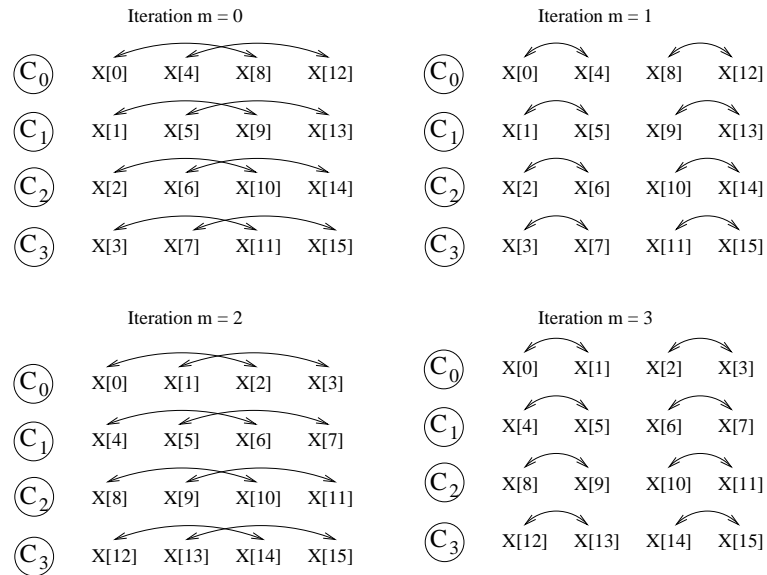 Iteration m = 0
C0 X[0] X[4] X[8] X[12]
C1 X[1] X[5] X[9] X[13]
C2 X[2] X[6] X[10] X[14]
C3 X[3] X[7] X[11] X[15]
Iteration m = 1
C0 X[0] X[4] X[8] X[12]
C1 X[1] X[5] X[9] X[13]
C2 X[2] X[6] X[10] X[14]
C3 X[3] X[7] X[11] X[15]
Iteration m = 2
C0 X[0] X[1] X[2] X[3]
C1 X[4] X[5] X[6] X[7]
C2 X[8] X[9] X[10] X[11]
C3 X[12] X[13] X[14] X[15]
Iteration m = 3
C0 X[0] X[1] X[2] X[3]
C1 X[4] X[5] X[6] X[7]
C2 X[8] X[9] X[10] X[11]
C3 X[12] X[13] X[14] X[15]